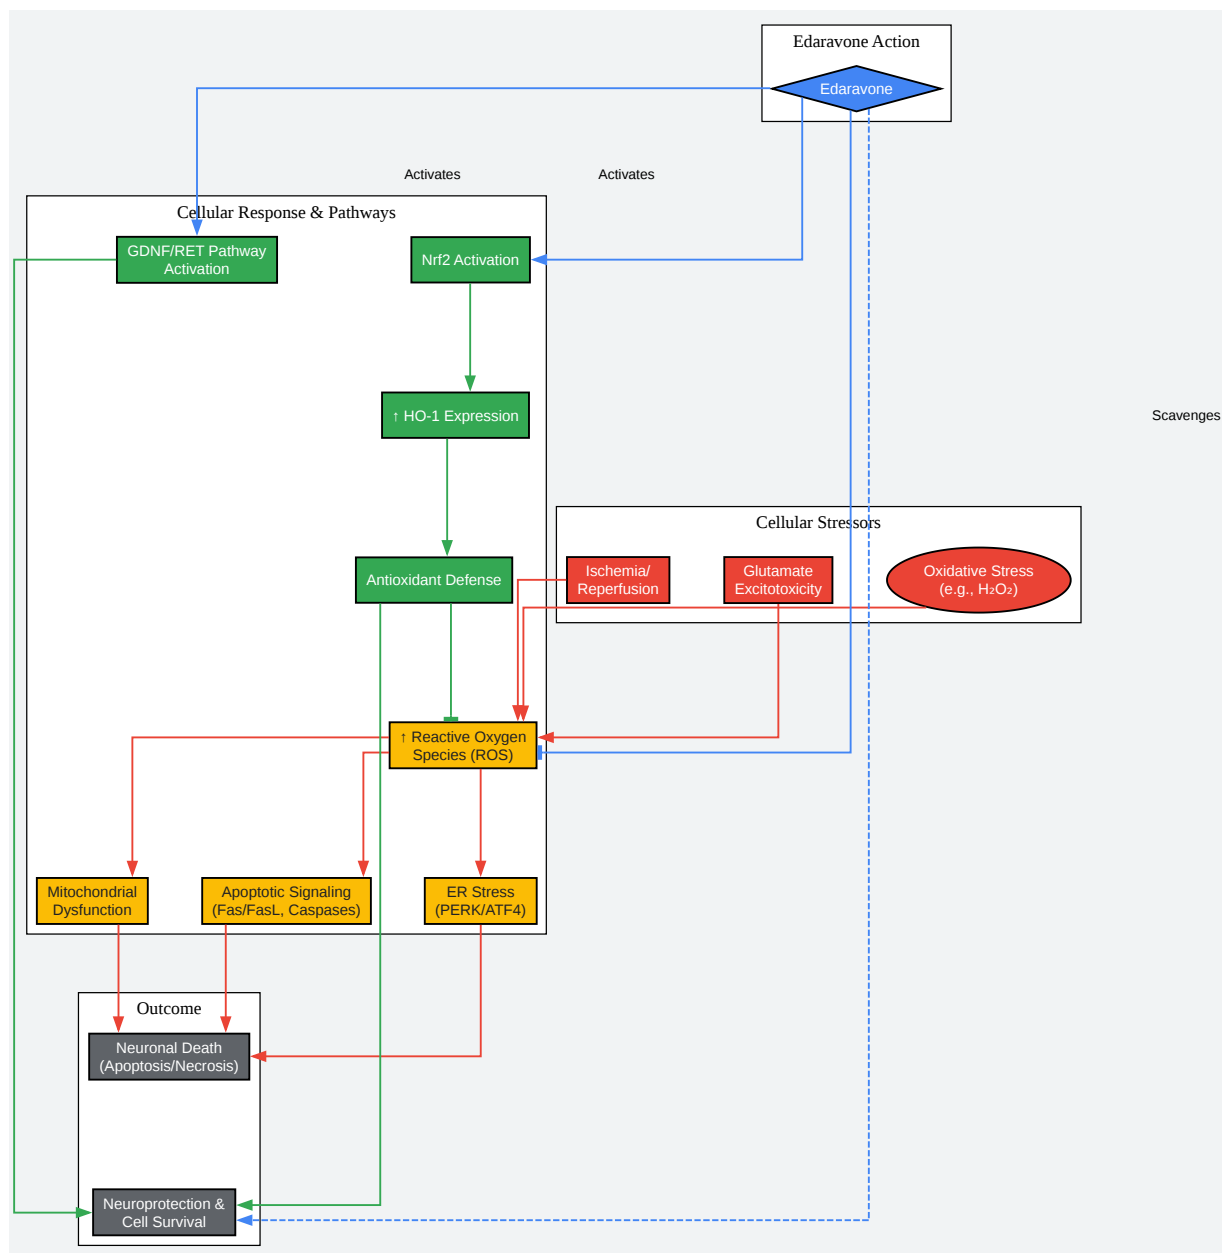 Edaravone Action
Edaravone
Activates
Activates
Cellular Response & Pathways
GDNF/RET Pathway
Activation
Nrf2 Activation
↑ HO-1 Expression
Scavenges
Cellular Stressors
Antioxidant Defense
Ischemia/
Reperfusion
Glutamate
Excitotoxicity
Oxidative Stress
(e.g., H₂O₂)
↑ Reactive Oxygen
Species (ROS)
Mitochondrial
Dysfunction
Apoptotic Signaling
(Fas/FasL, Caspases)
ER Stress
(PERK/ATF4)
Outcome
Neuronal Death
(Apoptosis/Necrosis)
Neuroprotection &
Cell Survival